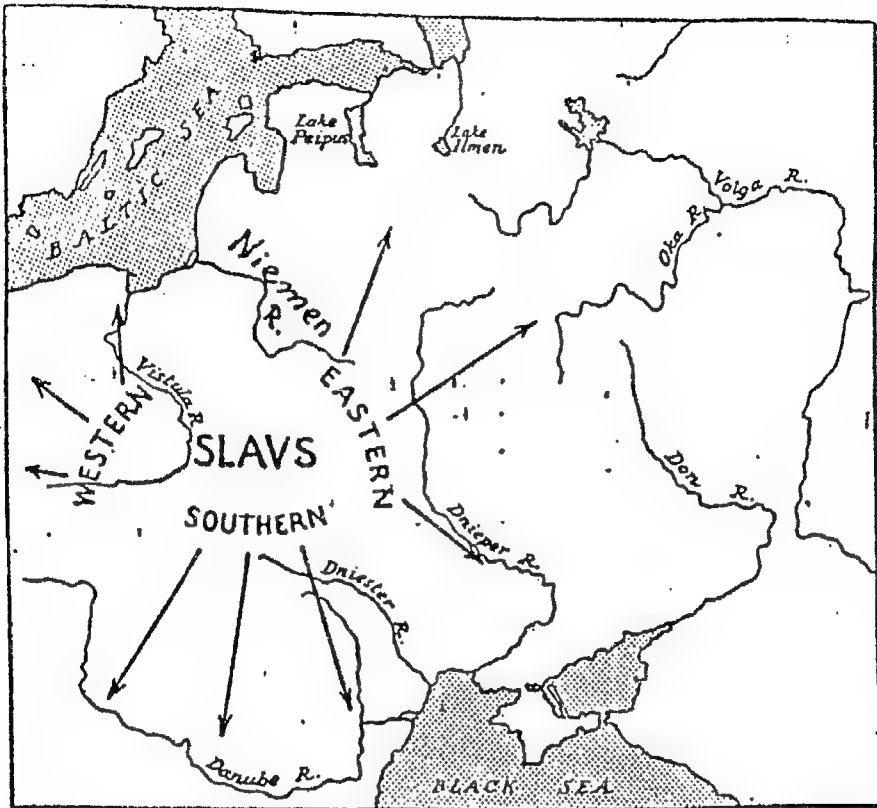 BALTIC SEA
Lake
Peipus
Lake
Ilmen
Volga R.
Oka R.
Niemen
R.
Vistula R
WESTERN
EASTERN
SLAVS
SOUTHERN
Don R.
Dnieper R.
Dniester R.
Danube R.
BLACK SEA